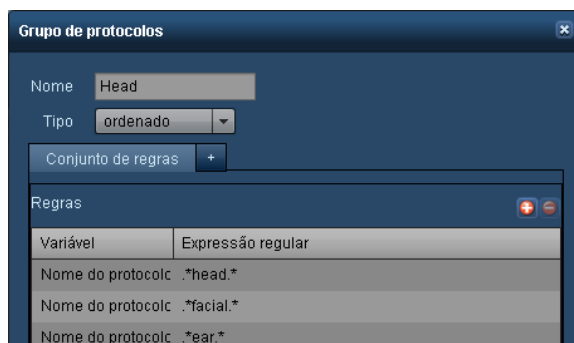 Grupo de protocolos
Nome Head
Tipo ordenado
Conjunto de regras +
Regras
Variável Expressão regular
Nome do protocolc .*head.*
Nome do protocolc .*facial.*
Nome do protocolc .*ear.*